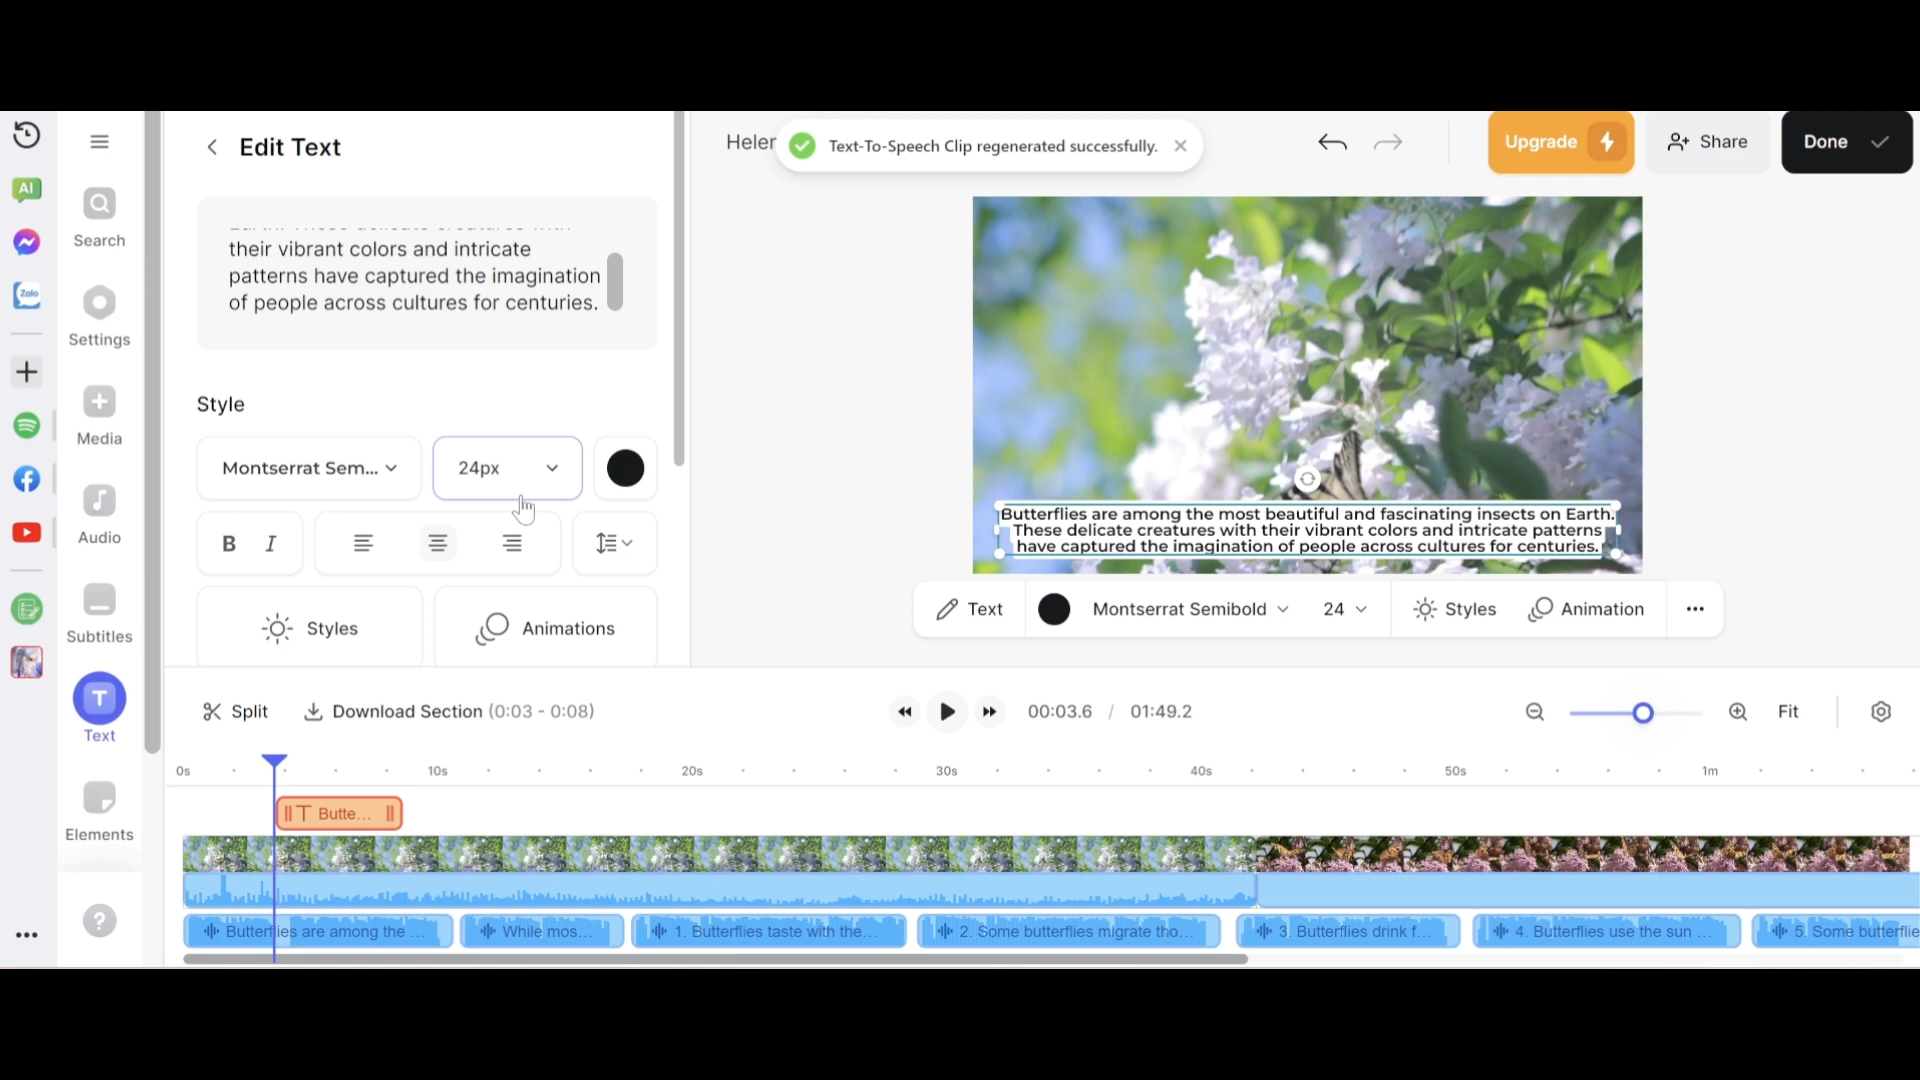 AI
Zalo
Search
Settings
Media
Audio
Subtitles
T
Text
Elements
?
Edit Text
their vibrant colors and intricate
patterns have captured the imagination
of people across cultures for centuries.
Style
Montserrat Sem...
24px
B I
Styles
Animations
Heler
Text-To-Speech Clip regenerated successfully.
Upgrade
Share
Done
Butterflies are among the most beautiful and fascinating insects on Earth.
These delicate creatures with their vibrant colors and intricate patterns
have captured the imagination of people across cultures for centuries.
Text
Montserrat Semibold
24
Styles
Animation
Split
Download Section (0:03 - 0:08)
00:03.6 / 01:49.2
Fit
0s 10s 20s 30s 40s 50s 1m
T Butte...
Butterflies are among the ...
While mos...
1. Butterflies taste with the...
2. Some butterflies migrate tho...
3. Butterflies drink f...
4. Butterflies use the sun ...
5. Some butterflie